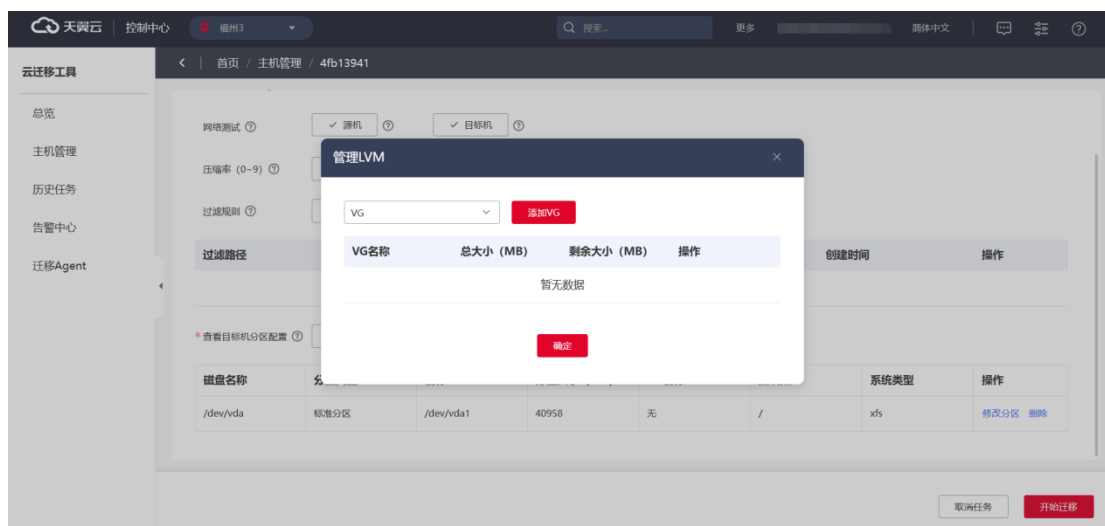 天翼云 控制中心 福州3 搜索... 更多 简体中文
云迁移工具
首页 / 主机管理 / 4fb13941
总览
主机管理
历史任务
告警中心
迁移Agent
网络测试 源机 目标机
压缩率（0-9）
过滤规则
过滤路径 创建时间 操作
管理LVM
VG 添加VG
VG名称 总大小（MB） 剩余大小（MB） 操作
暂无数据
确定
* 查看目标机分区配置
磁盘名称 系统类型 操作
/dev/vda 标准分区 /dev/vda1 40958 无 / xfs 修改分区 删除
取消任务 开始迁移